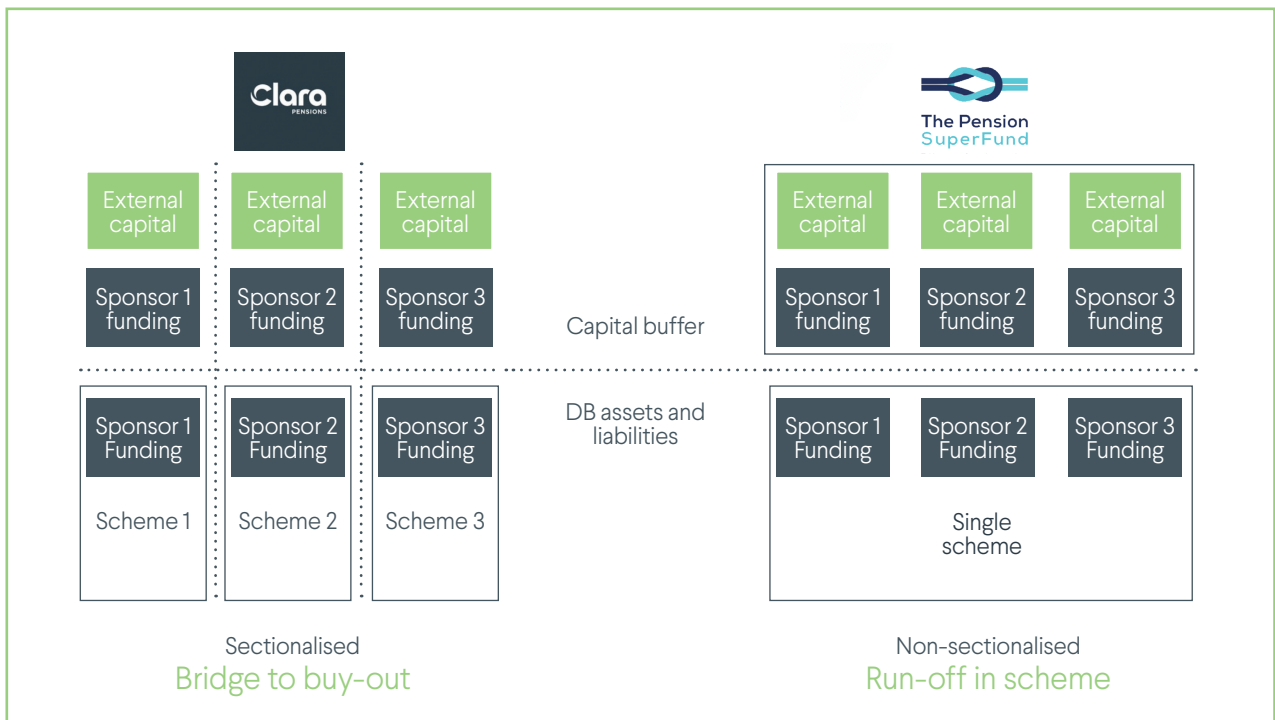 Clara
PENSIONS
External
capital
External
capital
External
capital
Sponsor 1
funding
Sponsor 2
funding
Sponsor 3
funding
Sponsor 1
Funding
Sponsor 2
Funding
Sponsor 3
Funding
Scheme 1
Scheme 2
Scheme 3
Sectionalised
Bridge to buy-out
Capital buffer
DB assets and
liabilities
The Pension
SuperFund
External
capital
External
capital
External
capital
Sponsor 1
funding
Sponsor 2
funding
Sponsor 3
funding
Sponsor 1
Funding
Sponsor 2
Funding
Sponsor 3
Funding
Single
scheme
Non-sectionalised
Run-off in scheme